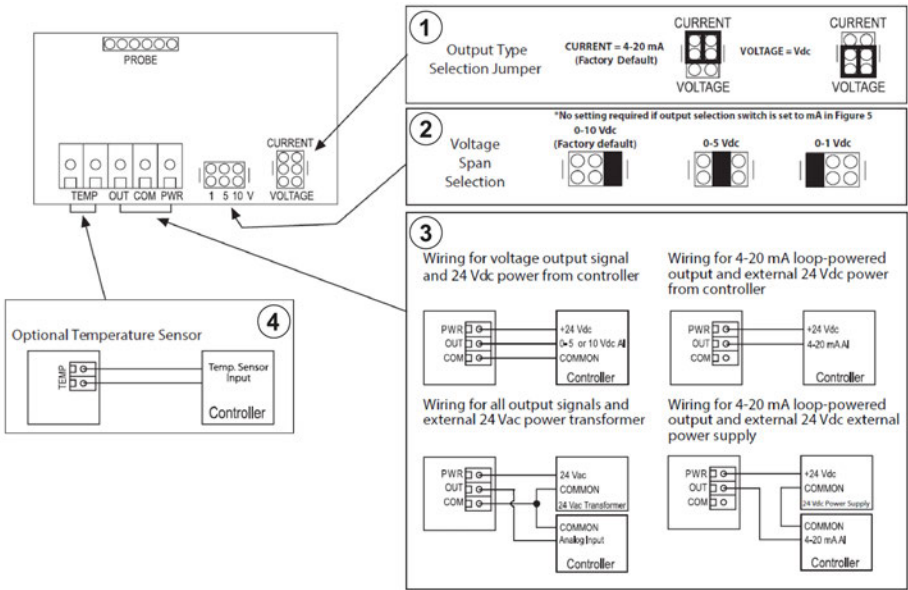 PROBE
CURRENT
TEMP OUT COM PWR
1 5 10 V
VOLTAGE
1
Output Type
Selection Jumper
CURRENT = 4-20 mA
(Factory Default)
CURRENT
VOLTAGE
VOLTAGE = Vdc
CURRENT
VOLTAGE
2
Voltage
Span
Selection
*No setting required if output selection switch is set to mA in Figure 5
0-10 Vdc
(Factory default)
0-5 Vdc
0-1 Vdc
3
Wiring for voltage output signal
and 24 Vdc power from controller
PWR
OUT
COM
+24 Vdc
0-5 or 10 Vdc AI
COMMON
Controller
Wiring for 4-20 mA loop-powered
output and external 24 Vdc power
from controller
PWR
OUT
COM
+24 Vdc
4-20 mA AI
Controller
Wiring for all output signals and
external 24 Vac power transformer
PWR
OUT
COM
24 Vac
COMMON
24 Vac Transformer
COMMON
Analog Input
Controller
Wiring for 4-20 mA loop-powered
output and external 24 Vdc external
power supply
PWR
OUT
COM
+24 Vdc
COMMON
24 Vdc Power Supply
COMMON
4-20 mA AI
Controller
4
Optional Temperature Sensor
TEMP
Temp. Sensor
Input
Controller